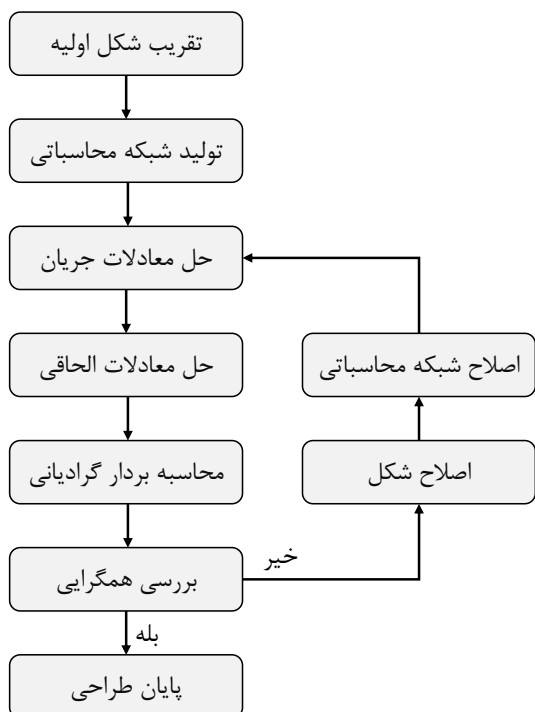 تقریب شکل اولیه
تولید شبکه محاسباتی
حل معادلات جریان
حل معادلات الحاقی
اصلاح شبکه محاسباتی
محاسبه بردار گرادیانی
اصلاح شکل
بررسی همگرایی
خیر
بله
پایان طراحی